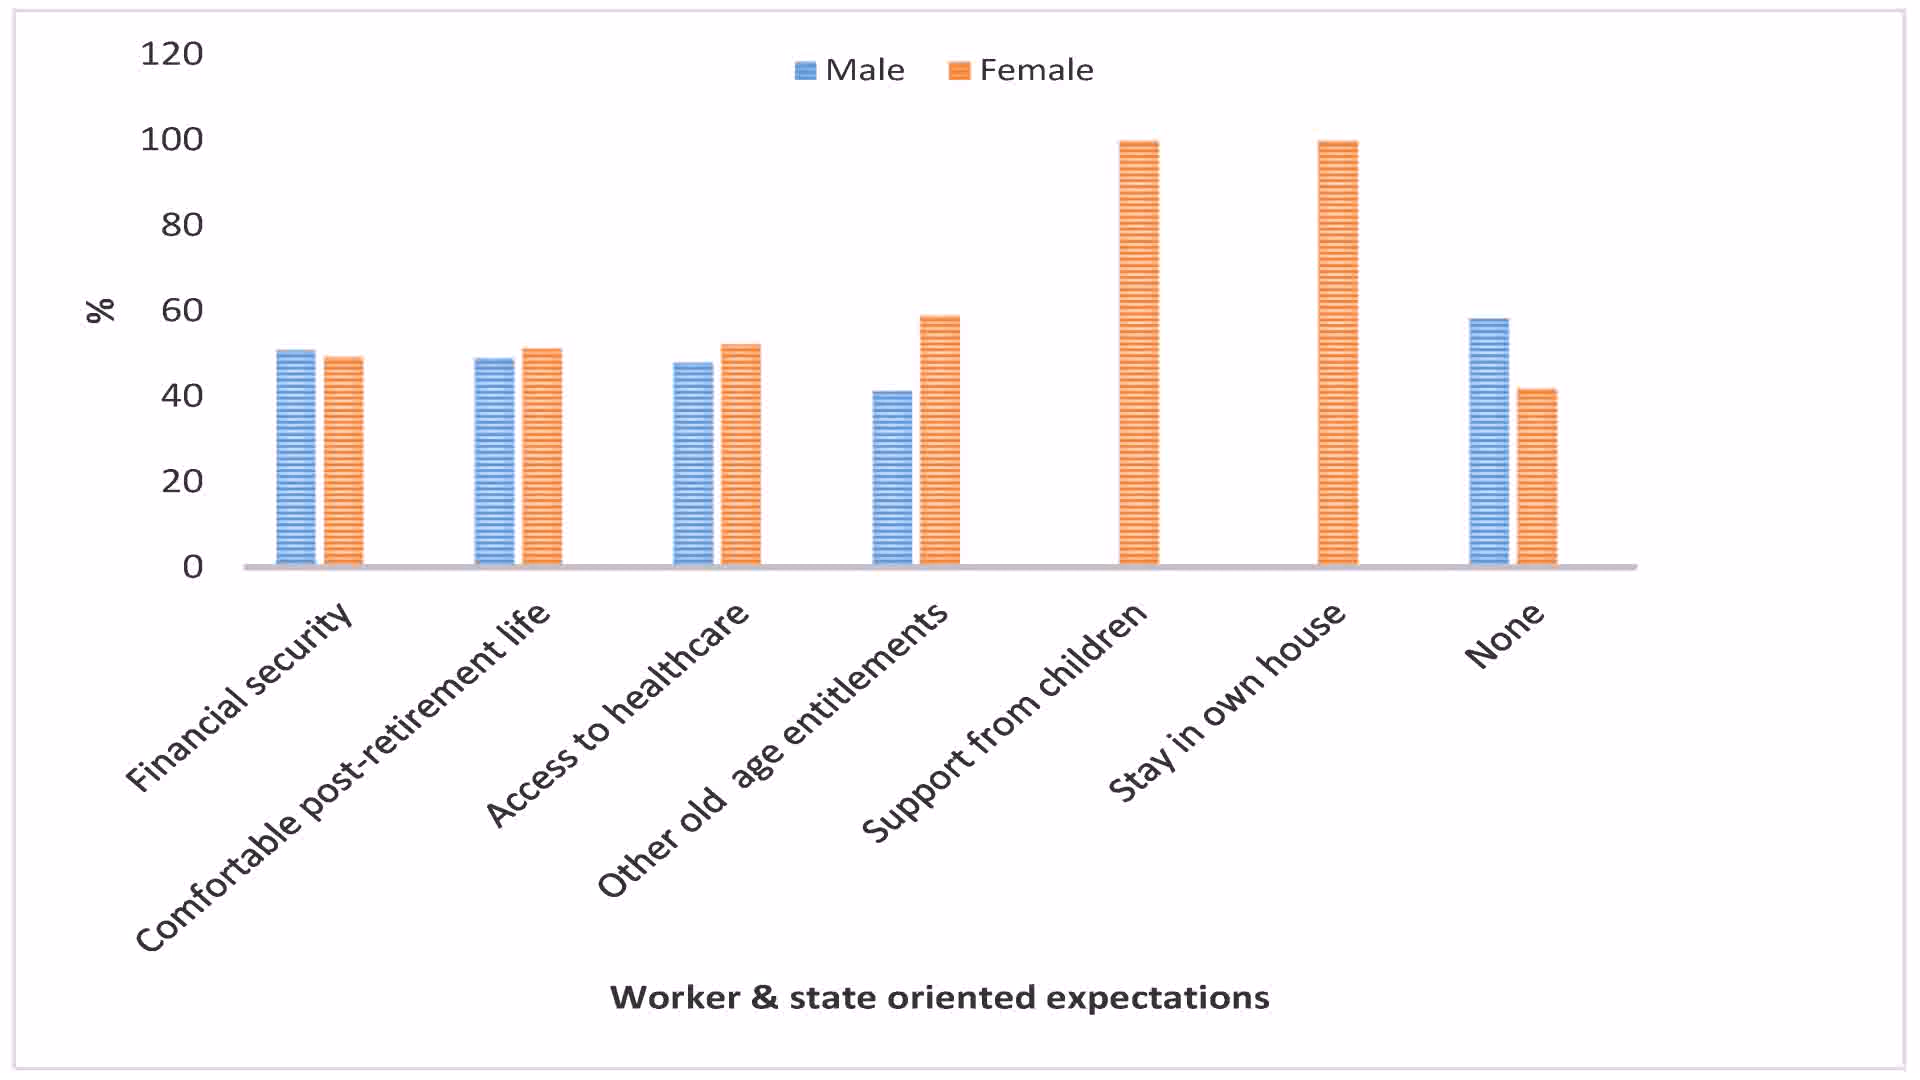 120
Male Female
100
80
%
60
40
20
0
Financial security
Comfortable post-retirement life
Access to healthcare
Other old  age entitlements
Support from children
Stay in own house
None
Worker & state oriented expectations